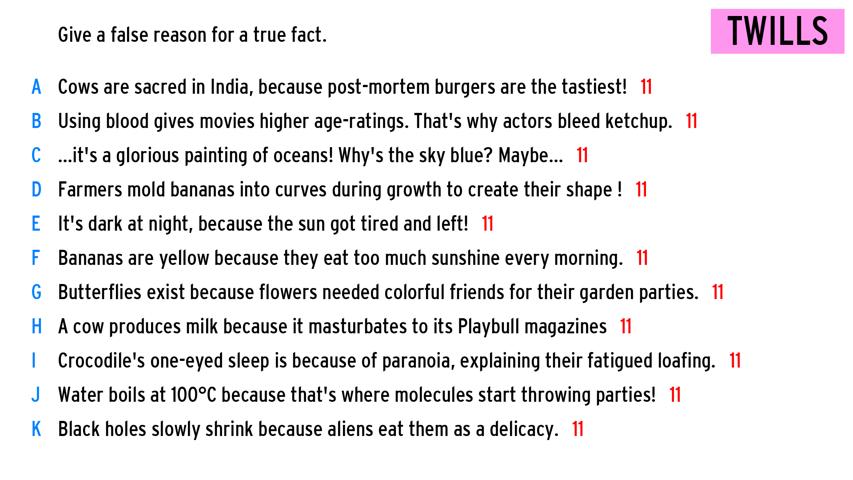 Give a false reason for a true fact.
TWILLS
A Cows are sacred in India, because post-mortem burgers are the tastiest! 11
B Using blood gives movies higher age-ratings. That's why actors bleed ketchup. 11
C ...it's a glorious painting of oceans! Why's the sky blue? Maybe... 11
D Farmers mold bananas into curves during growth to create their shape ! 11
E It's dark at night, because the sun got tired and left! 11
F Bananas are yellow because they eat too much sunshine every morning. 11
G Butterflies exist because flowers needed colorful friends for their garden parties. 11
H A cow produces milk because it masturbates to its Playbull magazines 11
I Crocodile's one-eyed sleep is because of paranoia, explaining their fatigued loafing. 11
J Water boils at 100°C because that's where molecules start throwing parties! 11
K Black holes slowly shrink because aliens eat them as a delicacy. 11